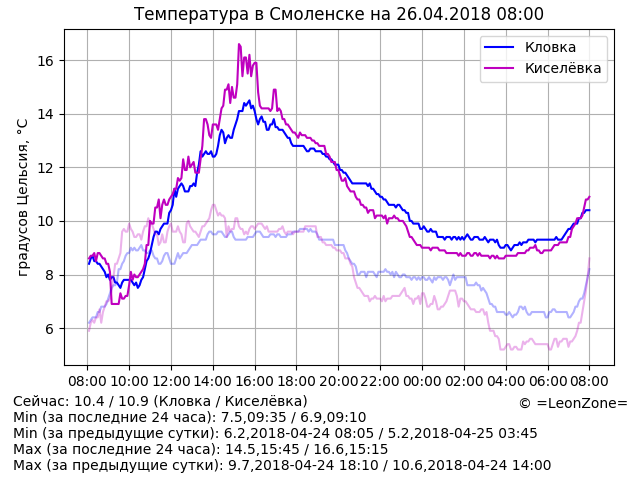 Температура в Смоленске на 26.04.2018 08:00
Кловка
Киселёвка
градусов Цельсия, °C
16
14
12
10
8
6
08:00 10:00 12:00 14:00 16:00 18:00 20:00 22:00 00:00 02:00 04:00 06:00 08:00
Сейчас: 10.4 / 10.9 (Кловка / Киселёвка)
© =LeonZone=
Min (за последние 24 часа): 7.5,09:35 / 6.9,09:10
Min (за предыдущие сутки): 6.2,2018-04-24 08:05 / 5.2,2018-04-25 03:45
Max (за последние 24 часа): 14.5,15:45 / 16.6,15:15
Max (за предыдущие сутки): 9.7,2018-04-24 18:10 / 10.6,2018-04-24 14:00